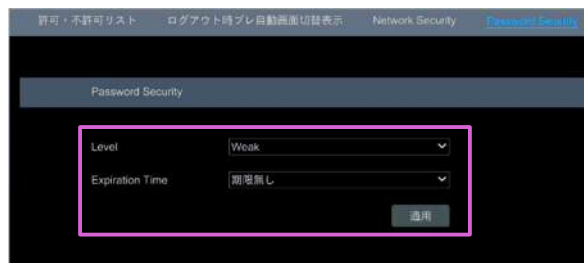 許可・不許可リスト ログアウト時プレ自動画面切替表示 Network Security Password Security
Password Security
Level Weak
Expiration Time 期限無し
適用